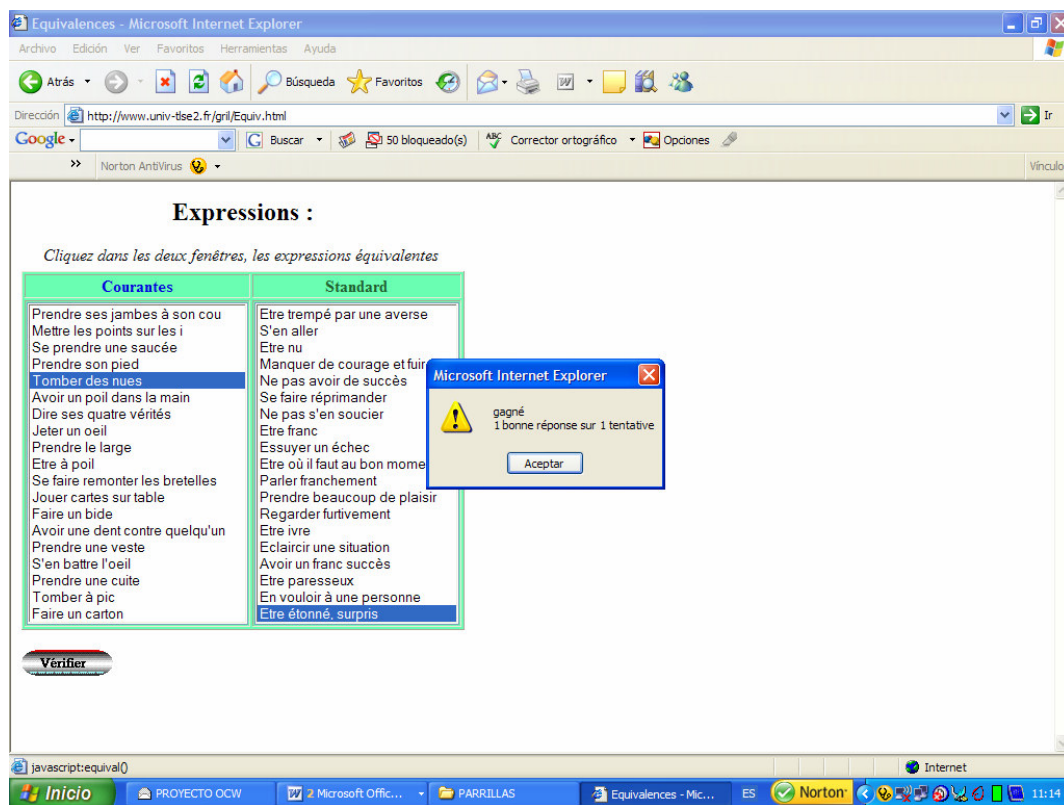 Equivalences - Microsoft Internet Explorer
Archivo Edición Ver Favoritos Herramientas Ayuda
Atrás Búsqueda Favoritos
Dirección http://www.univ-tlse2.fr/gril/Equiv.html Ir
Google Buscar 50 bloqueado(s) ABC Corrector ortográfico Opciones
Norton AntiVirus Vínculo
Expressions :
Cliquez dans les deux fenêtres, les expressions équivalentes
Courantes
Prendre ses jambes à son cou
Mettre les points sur les i
Se prendre une saucée
Prendre son pied
Tomber des nues
Avoir un poil dans la main
Dire ses quatre vérités
Jeter un oeil
Prendre le large
Etre à poil
Se faire remonter les bretelles
Jouer cartes sur table
Faire un bide
Avoir une dent contre quelqu'un
Prendre une veste
S'en battre l'oeil
Prendre une cuite
Tomber à pic
Faire un carton
Standard
Etre trempé par une averse
S'en aller
Etre nu
Manquer de courage et fuir
Ne pas avoir de succès
Se faire réprimander
Ne pas s'en soucier
Etre franc
Essuyer un échec
Etre où il faut au bon mome
Parler franchement
Prendre beaucoup de plaisir
Regarder furtivement
Etre ivre
Eclaircir une situation
Avoir un franc succès
Etre paresseux
En vouloir à une personne
Etre étonné, surpris
Microsoft Internet Explorer
gagné
1 bonne réponse sur 1 tentative
Aceptar
Vérifier
javascript:equival() Internet
Inicio PROYECTO OCW 2 Microsoft Offic... PARRILLAS Equivalences - Mic... ES Norton 11:14